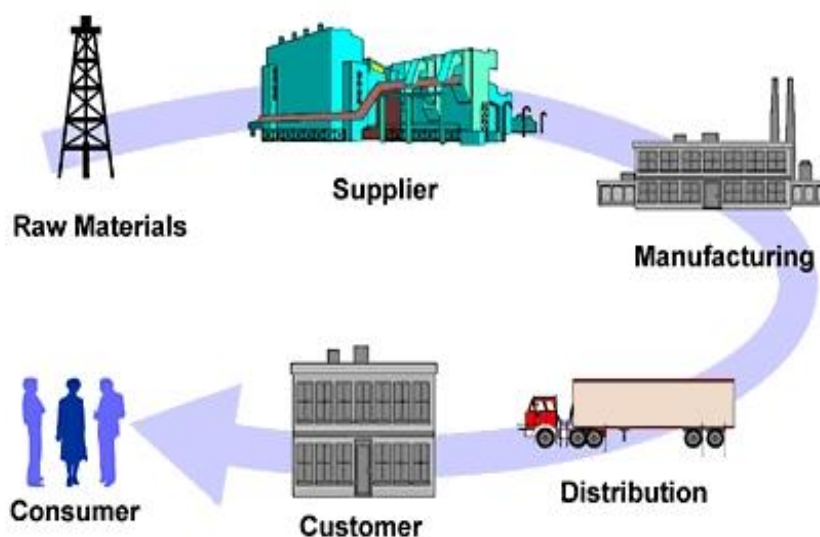 Raw Materials
Supplier
Manufacturing
Distribution
Customer
Consumer